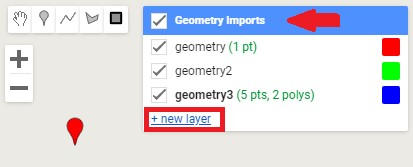 Geometry Imports
geometry (1 pt)
geometry2
geometry3 (5 pts, 2 polys)
+ new layer